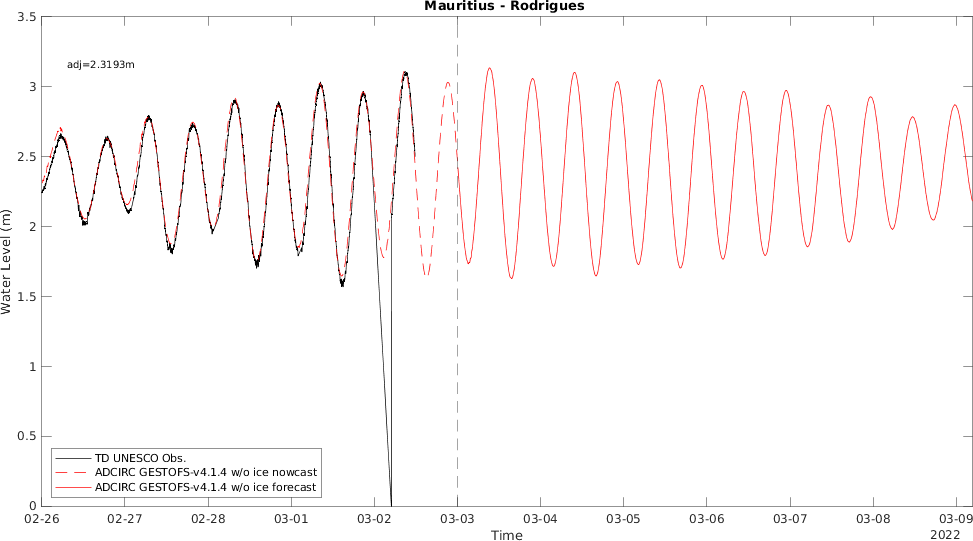 Mauritius - Rodrigues
3.5
adj=2.3193m
3
2.5
2
1.5
1
0.5
0
Water Level (m)
TD UNESCO Obs.
ADCIRC GESTOFS-v4.1.4 w/o ice nowcast
ADCIRC GESTOFS-v4.1.4 w/o ice forecast
02-26 02-27 02-28 03-01 03-02 03-03 03-04 03-05 03-06 03-07 03-08 03-09
Time
2022